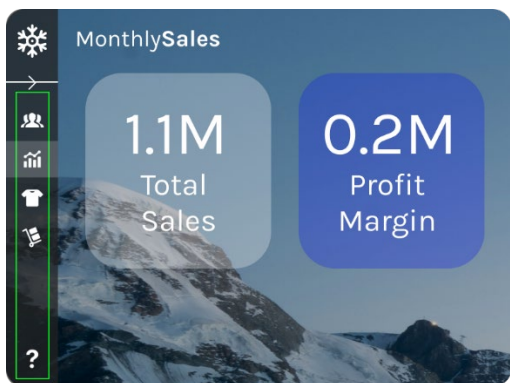 MonthlySales
1.1M
Total
Sales
0.2M
Profit
Margin
?